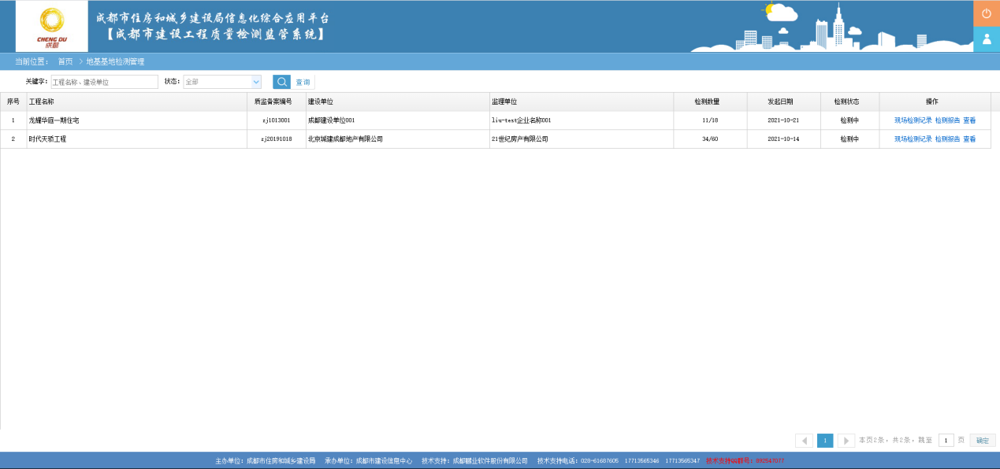 CHENG DU
成都
成都市住房和城乡建设局信息化综合应用平台
【成都市建设工程质量检测监管系统】
当前位置： 首页 > 地基基地检测管理
关键字： 工程名称、建设单位 状态： 全部 查询
序号 工程名称 质监备案编号 建设单位 监理单位 检测数量 发起日期 检测状态 操作
1 龙耀华庭一期住宅 zj1013001 成都建设单位001 liu-test企业名称001 11/18 2021-10-21 检测中 现场检测记录 检测报告 查看
2 时代天骄工程 zj20191018 北京城建成都地产有限公司 21世纪房产有限公司 34/60 2021-10-14 检测中 现场检测记录 检测报告 查看
1 本页2条，共2条，跳至 1 页 确定
主办单位：成都市住房和城乡建设局 承办单位：成都市建设信息中心 技术支持：成都鹏业软件股份有限公司 技术支持电话：028-61687605 17713565346 17713565347 技术支持QQ群号：892547077